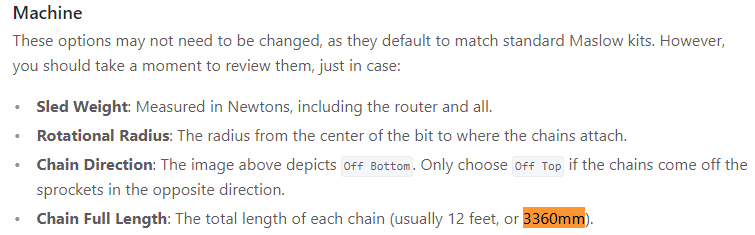 Machine
These options may not need to be changed, as they default to match standard Maslow kits. However,
you should take a moment to review them, just in case:
• Sled Weight: Measured in Newtons, including the router and all.
• Rotational Radius: The radius from the center of the bit to where the chains attach.
• Chain Direction: The image above depicts Off Bottom. Only choose Off Top if the chains come off the
sprockets in the opposite direction.
• Chain Full Length: The total length of each chain (usually 12 feet, or 3360mm).